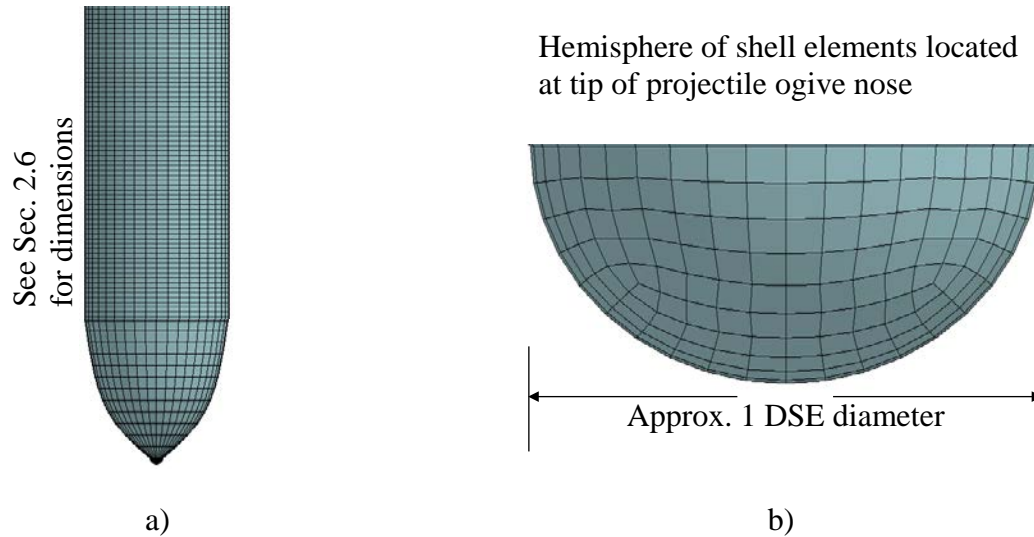 See Sec. 2.6
for dimensions
Hemisphere of shell elements located
at tip of projectile ogive nose
Approx. 1 DSE diameter
a)
b)